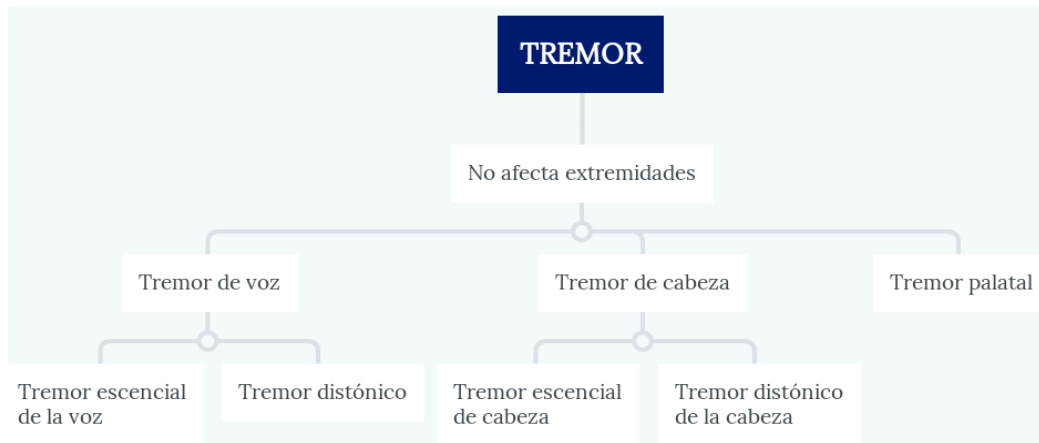 TREMOR
No afecta extremidades
Tremor de voz
Tremor de cabeza
Tremor palatal
Tremor escencial
de la voz
Tremor distónico
Tremor escencial
de cabeza
Tremor distónico
de la cabeza